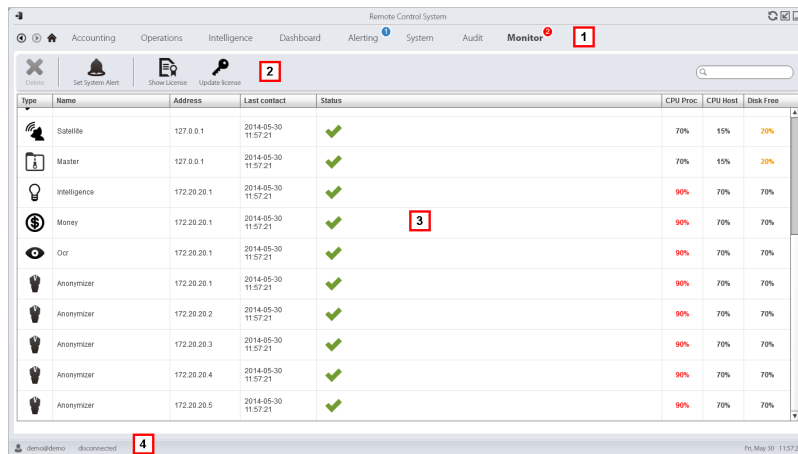 Remote Control System
Accounting Operations Intelligence Dashboard Alerting 1 System Audit Monitor 2 1
Delete Set System Alert Show License Update license 2
Type Name Address Last contact Status CPU Proc CPU Host Disk Free
Satellite 127.0.0.1 2014-05-30 11:57:21 70% 15% 20%
Master 127.0.0.1 2014-05-30 11:57:21 70% 15% 20%
Intelligence 172.20.20.1 2014-05-30 11:57:21 90% 70% 70%
Money 172.20.20.1 2014-05-30 11:57:21 3 90% 70% 70%
Ocr 172.20.20.1 2014-05-30 11:57:21 90% 70% 70%
Anonymizer 172.20.20.1 2014-05-30 11:57:21 90% 70% 70%
Anonymizer 172.20.20.2 2014-05-30 11:57:21 90% 70% 70%
Anonymizer 172.20.20.3 2014-05-30 11:57:21 90% 70% 70%
Anonymizer 172.20.20.4 2014-05-30 11:57:21 90% 70% 70%
Anonymizer 172.20.20.5 2014-05-30 11:57:21 90% 70% 70%
demo@demo disconnected 4 Fri, May 30